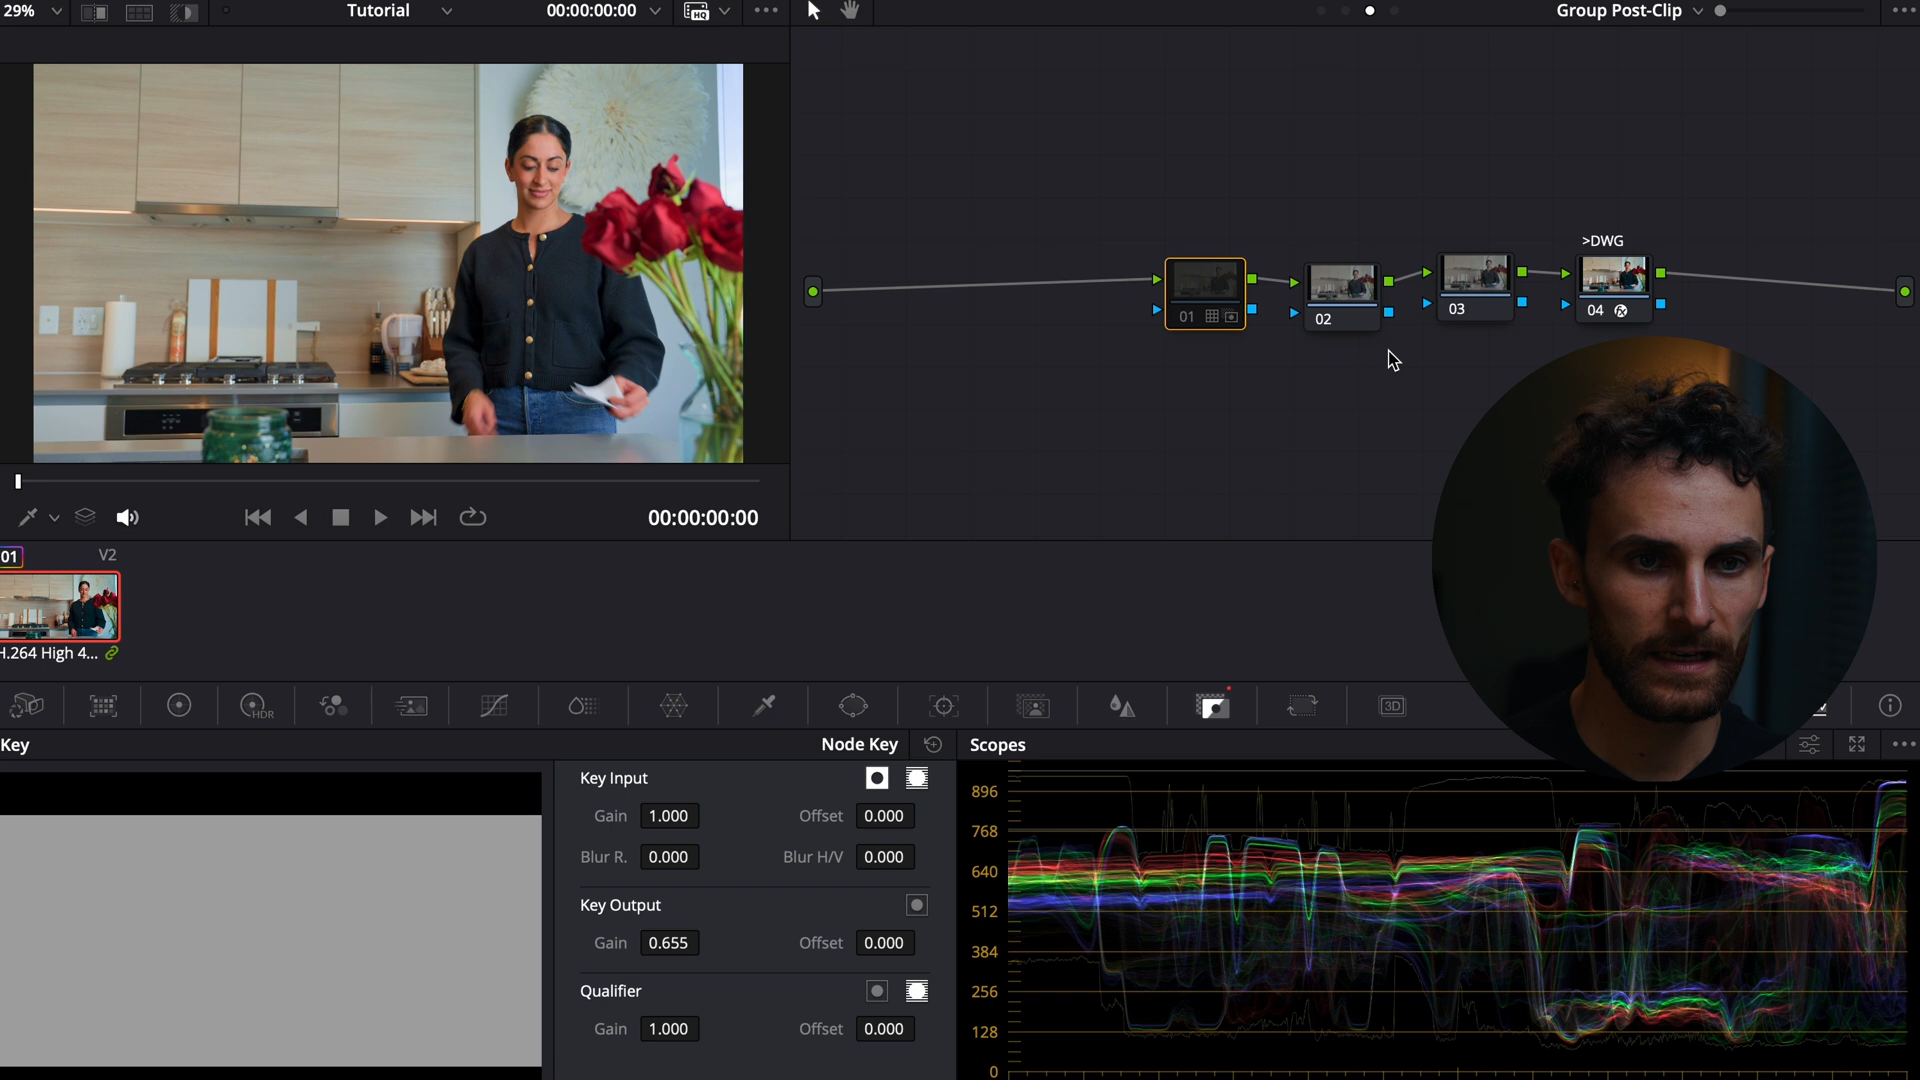 29%
Tutorial
00:00:00:00
HQ
Group Post-Clip
>DWG
01
02
03
04
00:00:00:00
01
V2
H.264 High 4...
HDR
3D
Key
Node Key
Scopes
Key Input
Gain 1.000 Offset 0.000
Blur R. 0.000 Blur H/V 0.000
Key Output
Gain 0.655 Offset 0.000
Qualifier
Gain 1.000 Offset 0.000
896
768
640
512
384
256
128
0